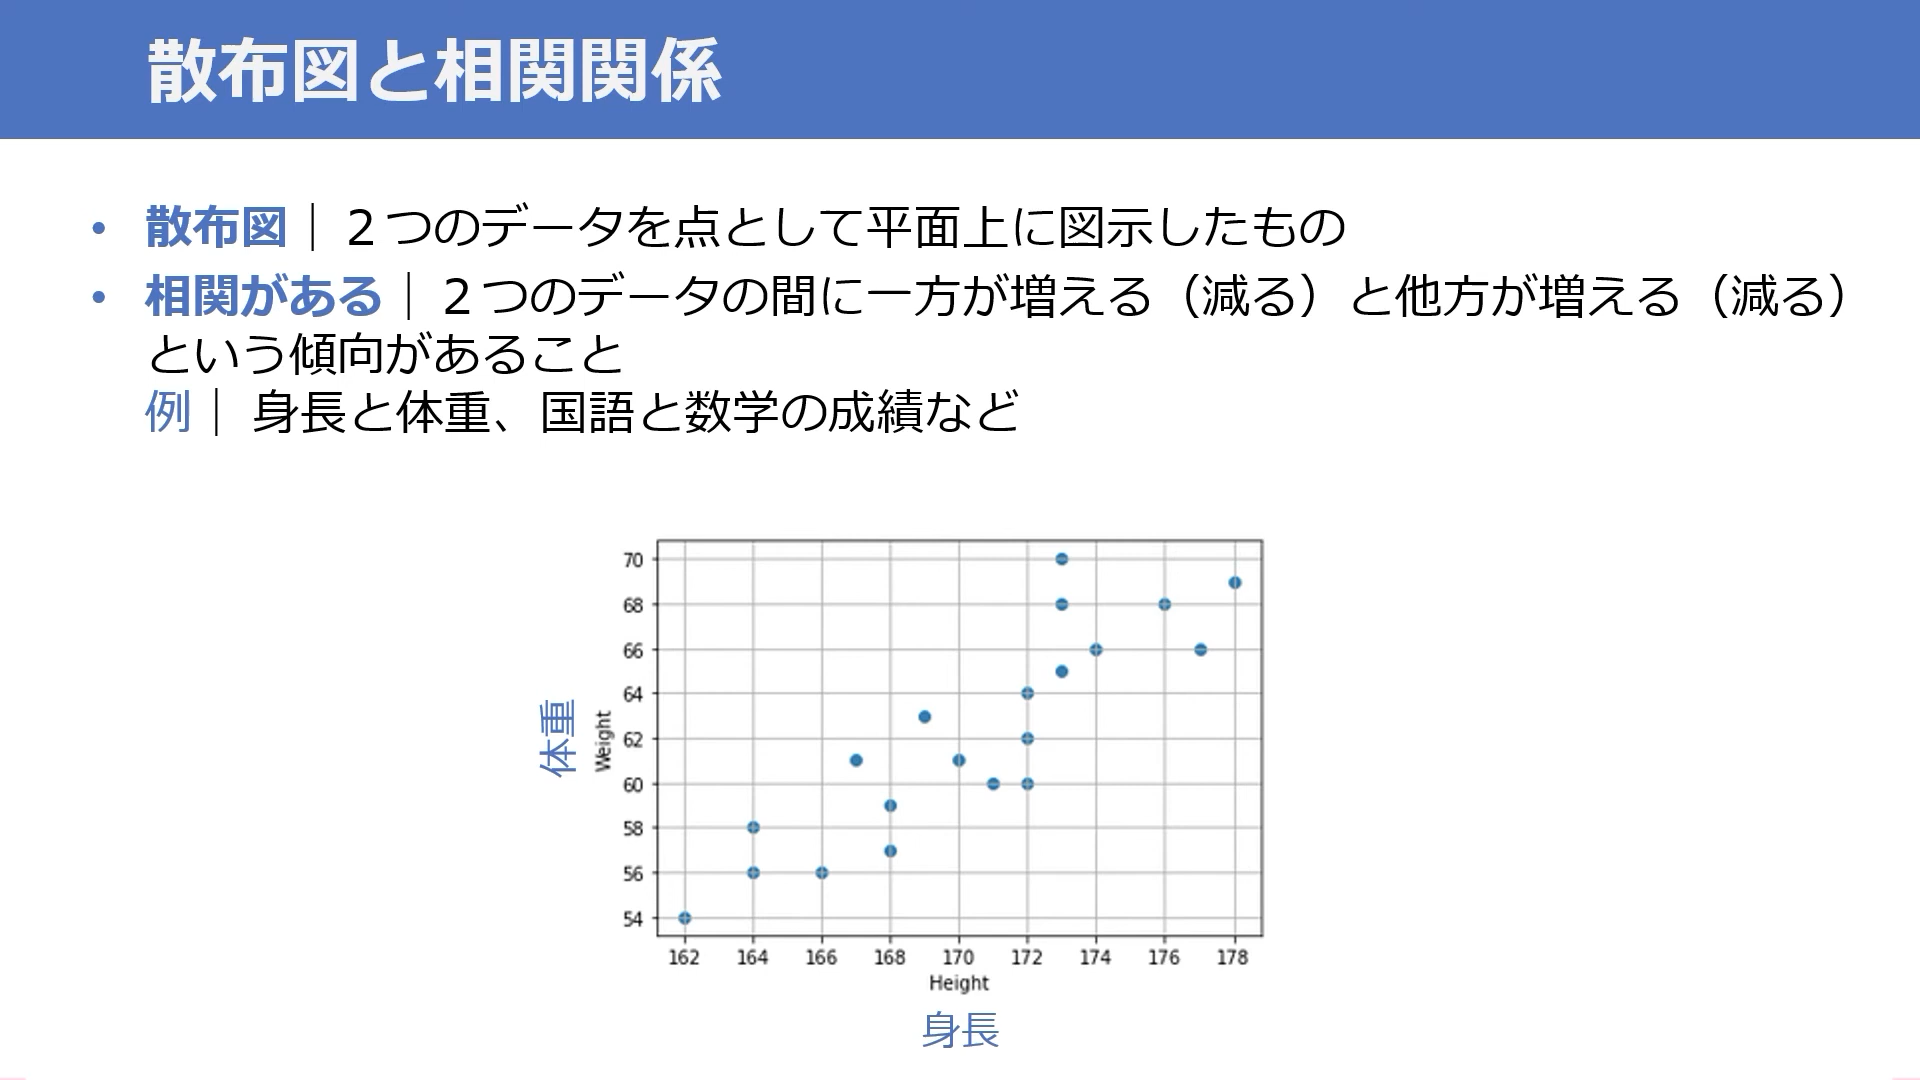 散布図と相関関係
• 散布図｜２つのデータを点として平面上に図示したもの
• 相関がある｜２つのデータの間に一方が増える（減る）と他方が増える（減る）
という傾向があること
例｜ 身長と体重、国語と数学の成績など
70
68
66
64
62
60
58
56
54
体重
Weight
162 164 166 168 170 172 174 176 178
Height
身長